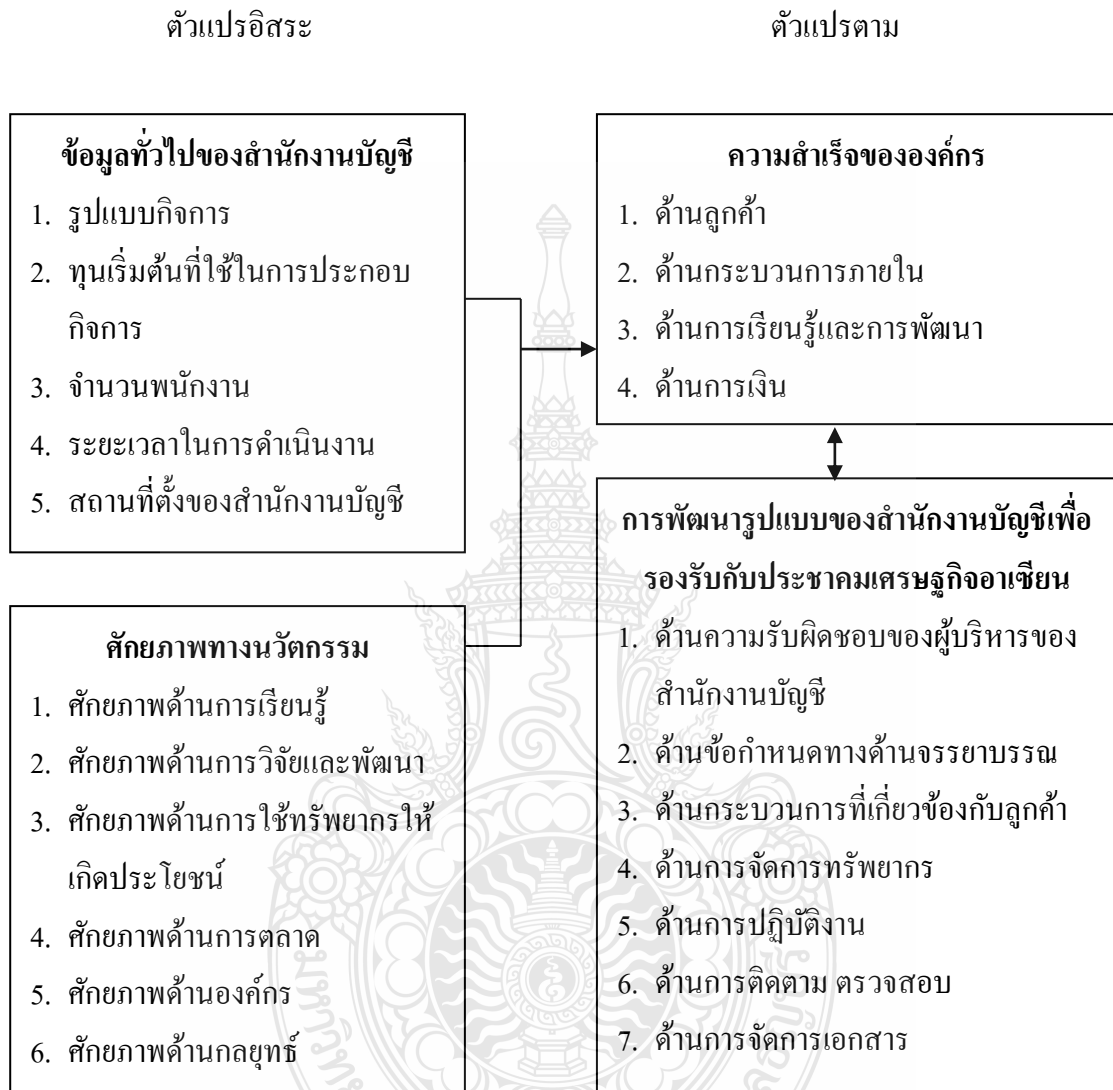 ตัวแปรอิสระ
ตัวแปรตาม
ข้อมูลทั่วไปของสำนักงานบัญชี
1. รูปแบบกิจการ
2. ทุนเริ่มต้นที่ใช้ในการประกอบ
กิจการ
3. จำนวนพนักงาน
4. ระยะเวลาในการดำเนินงาน
5. สถานที่ตั้งของสำนักงานบัญชี
ศักยภาพทางนวัตกรรม
1. ศักยภาพด้านการเรียนรู้
2. ศักยภาพด้านการวิจัยและพัฒนา
3. ศักยภาพด้านการใช้ทรัพยากรให้
เกิดประโยชน์
4. ศักยภาพด้านการตลาด
5. ศักยภาพด้านองค์กร
6. ศักยภาพด้านกลยุทธ์
ความสำเร็จขององค์กร
1. ด้านลูกค้า
2. ด้านกระบวนการภายใน
3. ด้านการเรียนรู้และการพัฒนา
4. ด้านการเงิน
การพัฒนารูปแบบของสำนักงานบัญชีเพื่อ
รองรับกับประชาคมเศรษฐกิจอาเซียน
1. ด้านความรับผิดชอบของผู้บริหารของ
สำนักงานบัญชี
2. ด้านข้อกำหนดทางด้านจรรยาบรรณ
3. ด้านกระบวนการที่เกี่ยวข้องกับลูกค้า
4. ด้านการจัดการทรัพยากร
5. ด้านการปฏิบัติงาน
6. ด้านการติดตาม ตรวจสอบ
7. ด้านการจัดการเอกสาร